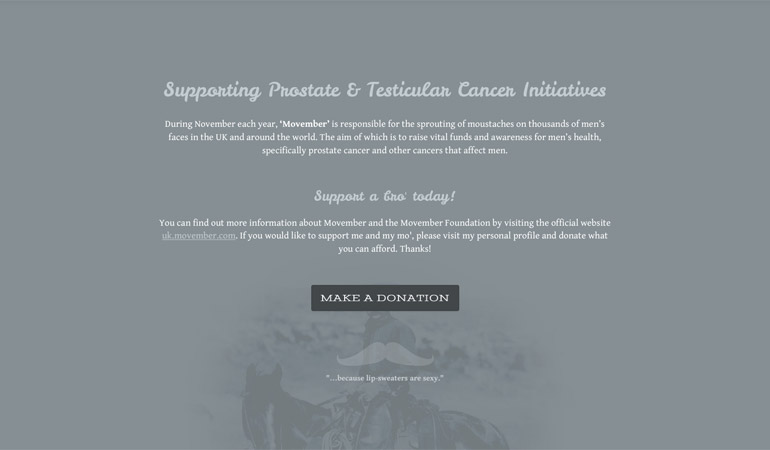 Supporting Prostate & Testicular Cancer Initiatives
During November each year, ‘Movember’ is responsible for the sprouting of moustaches on thousands of men’s
faces in the UK and around the world. The aim of which is to raise vital funds and awareness for men’s health,
specifically prostate cancer and other cancers that affect men.
Support a bro' today!
You can find out more information about Movember and the Movember Foundation by visiting the official website
uk.movember.com. If you would like to support me and my mo’, please visit my personal profile and donate what
you can afford. Thanks!
MAKE A DONATION
"...because lip-sweaters are sexy."